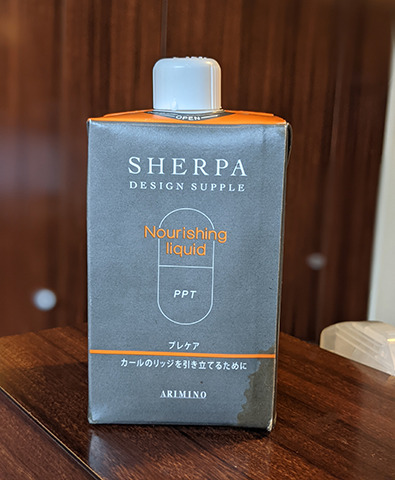 OPEN
SHERPA
DESIGN SUPPLE
Nourishing
liquid
PPT
プレケア
カールのリッジを引き立てるために
ARIMINO